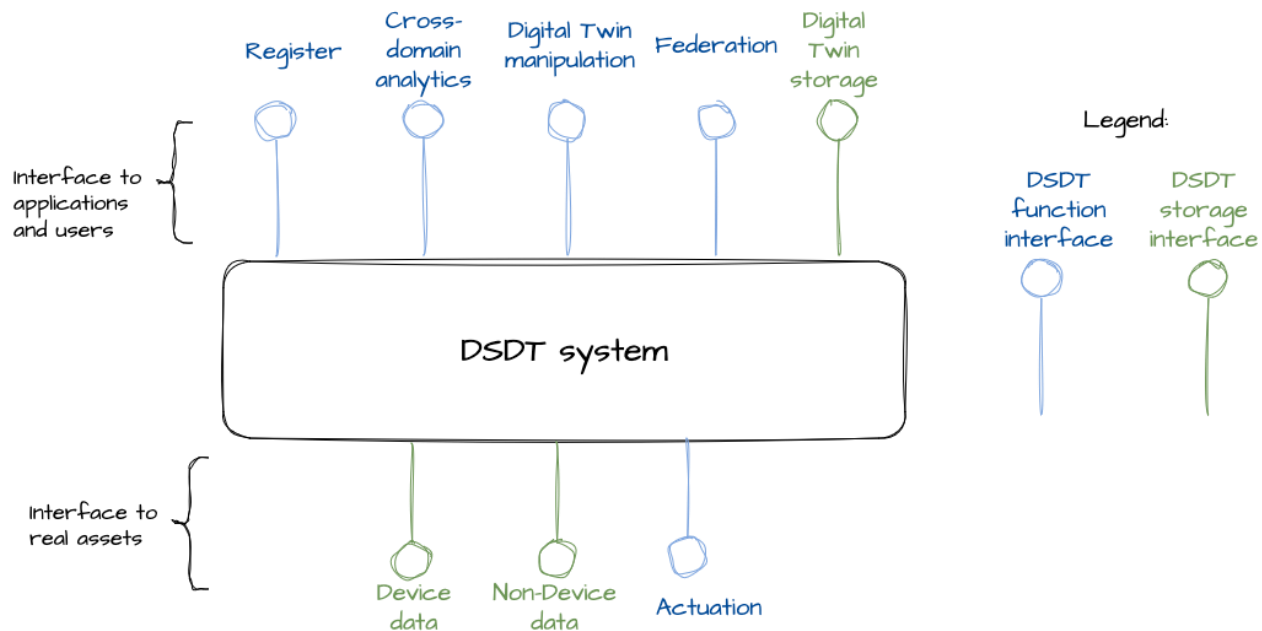 Register
Cross-
domain
analytics
Digital Twin
manipulation
Federation
Digital
Twin
storage
Legend:
Interface to
applications
and users
DSDT
function
interface
DSDT
storage
interface
DSDT system
Interface to
real assets
Device
data
Non-Device
data
Actuation